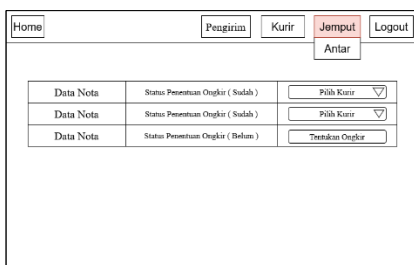 Home Pengirim Kurir Jemput Logout
Antar
Data Nota Status Penentuan Ongkir ( Sudah ) Pilih Kurir
Data Nota Status Penentuan Ongkir ( Sudah ) Pilih Kurir
Data Nota Status Penentuan Ongkir ( Belum ) Tentukan Ongkir